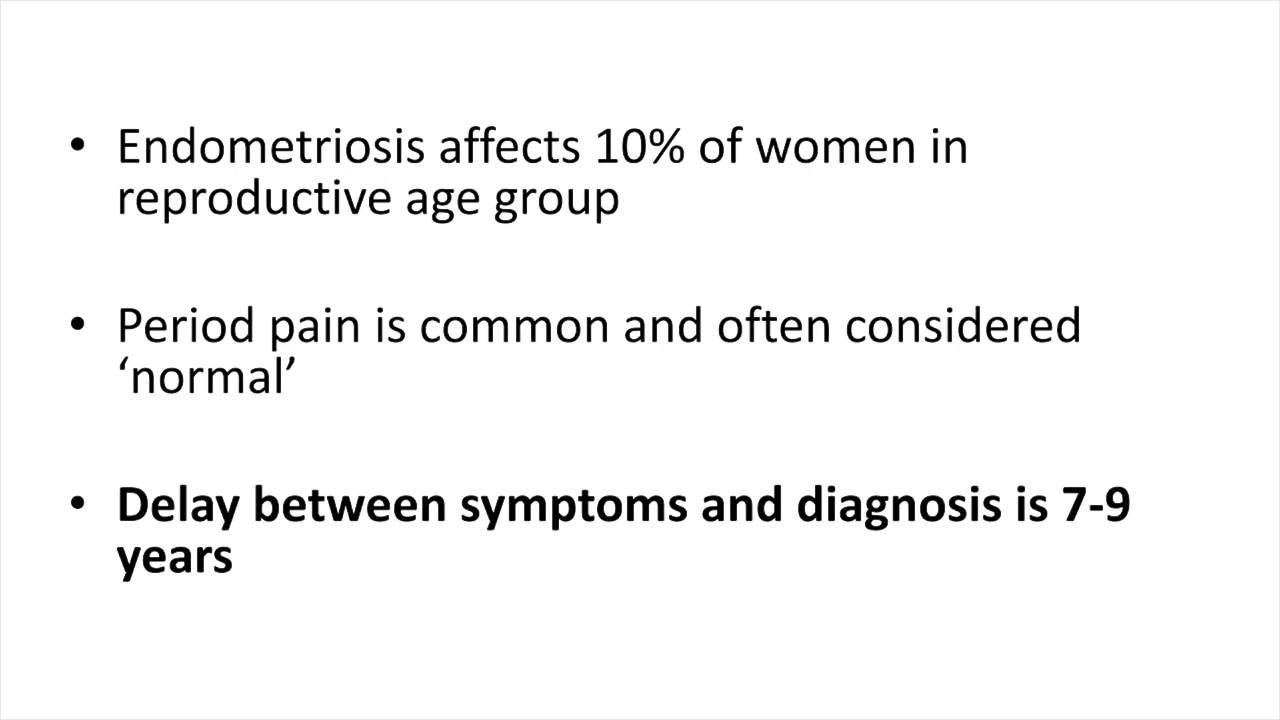 • Endometriosis affects 10% of women in
reproductive age group
• Period pain is common and often considered
‘normal’
• Delay between symptoms and diagnosis is 7-9
years